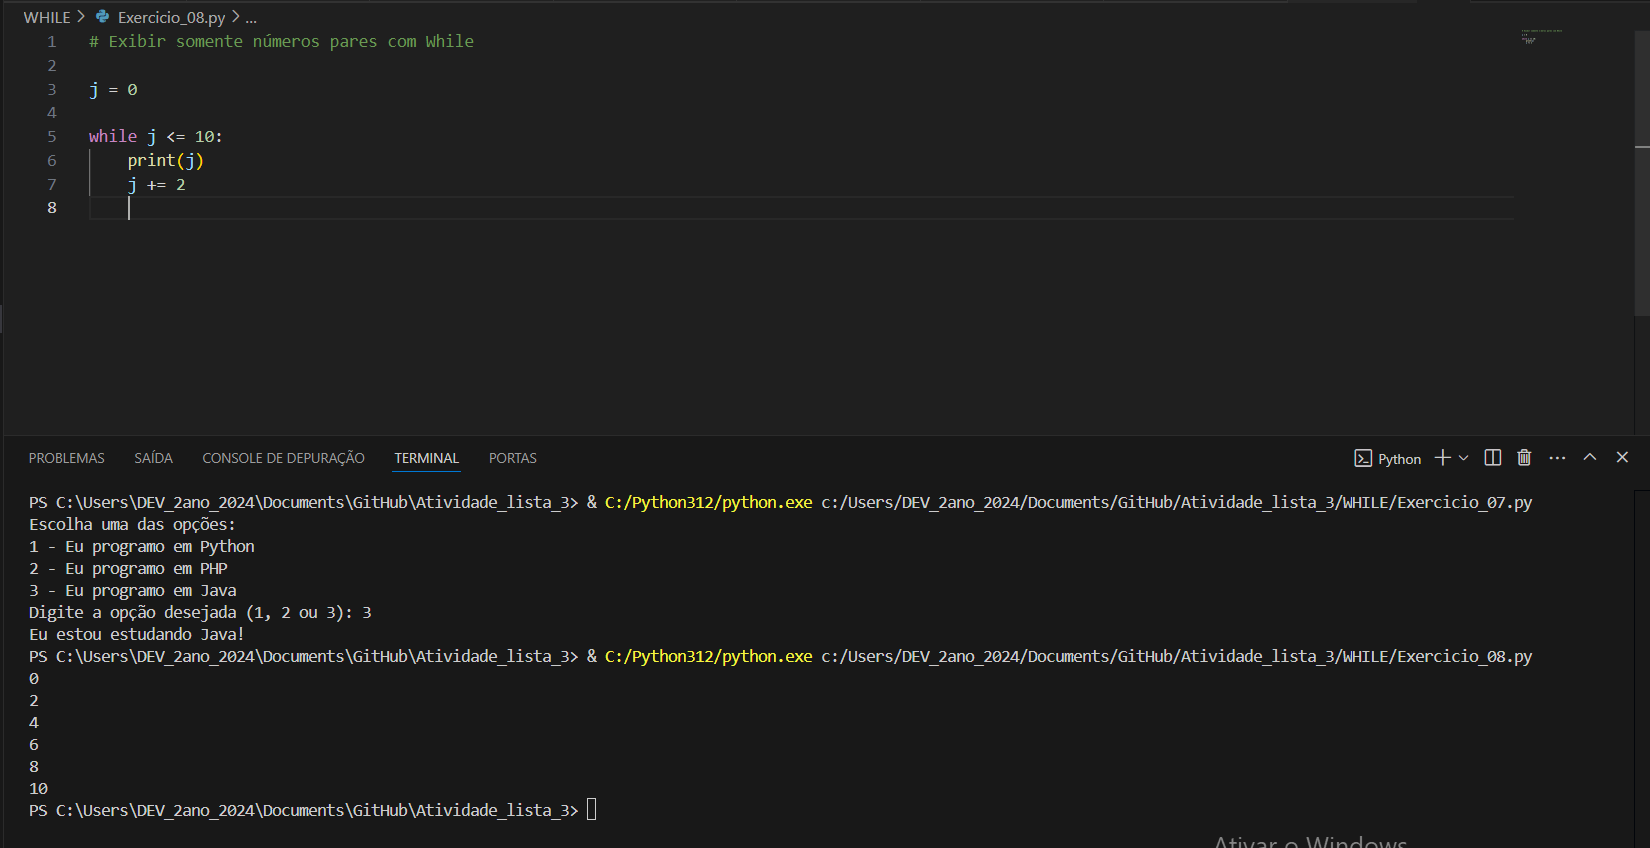 WHILE > Exercicio_08.py > ...
1 # Exibir somente números pares com While
2
3 j = 0
4
5 while j <= 10:
6     print(j)
7     j += 2
8
PROBLEMAS SAÍDA CONSOLE DE DEPURAÇÃO TERMINAL PORTAS Python
PS C:\Users\DEV_2ano_2024\Documents\GitHub\Atividade_lista_3> & C:/Python312/python.exe c:/Users/DEV_2ano_2024/Documents/GitHub/Atividade_lista_3/WHILE/Exercicio_07.py
Escolha uma das opções:
1 - Eu programo em Python
2 - Eu programo em PHP
3 - Eu programo em Java
Digite a opção desejada (1, 2 ou 3): 3
Eu estou estudando Java!
PS C:\Users\DEV_2ano_2024\Documents\GitHub\Atividade_lista_3> & C:/Python312/python.exe c:/Users/DEV_2ano_2024/Documents/GitHub/Atividade_lista_3/WHILE/Exercicio_08.py
0
2
4
6
8
10
PS C:\Users\DEV_2ano_2024\Documents\GitHub\Atividade_lista_3>
Ativar o Windows